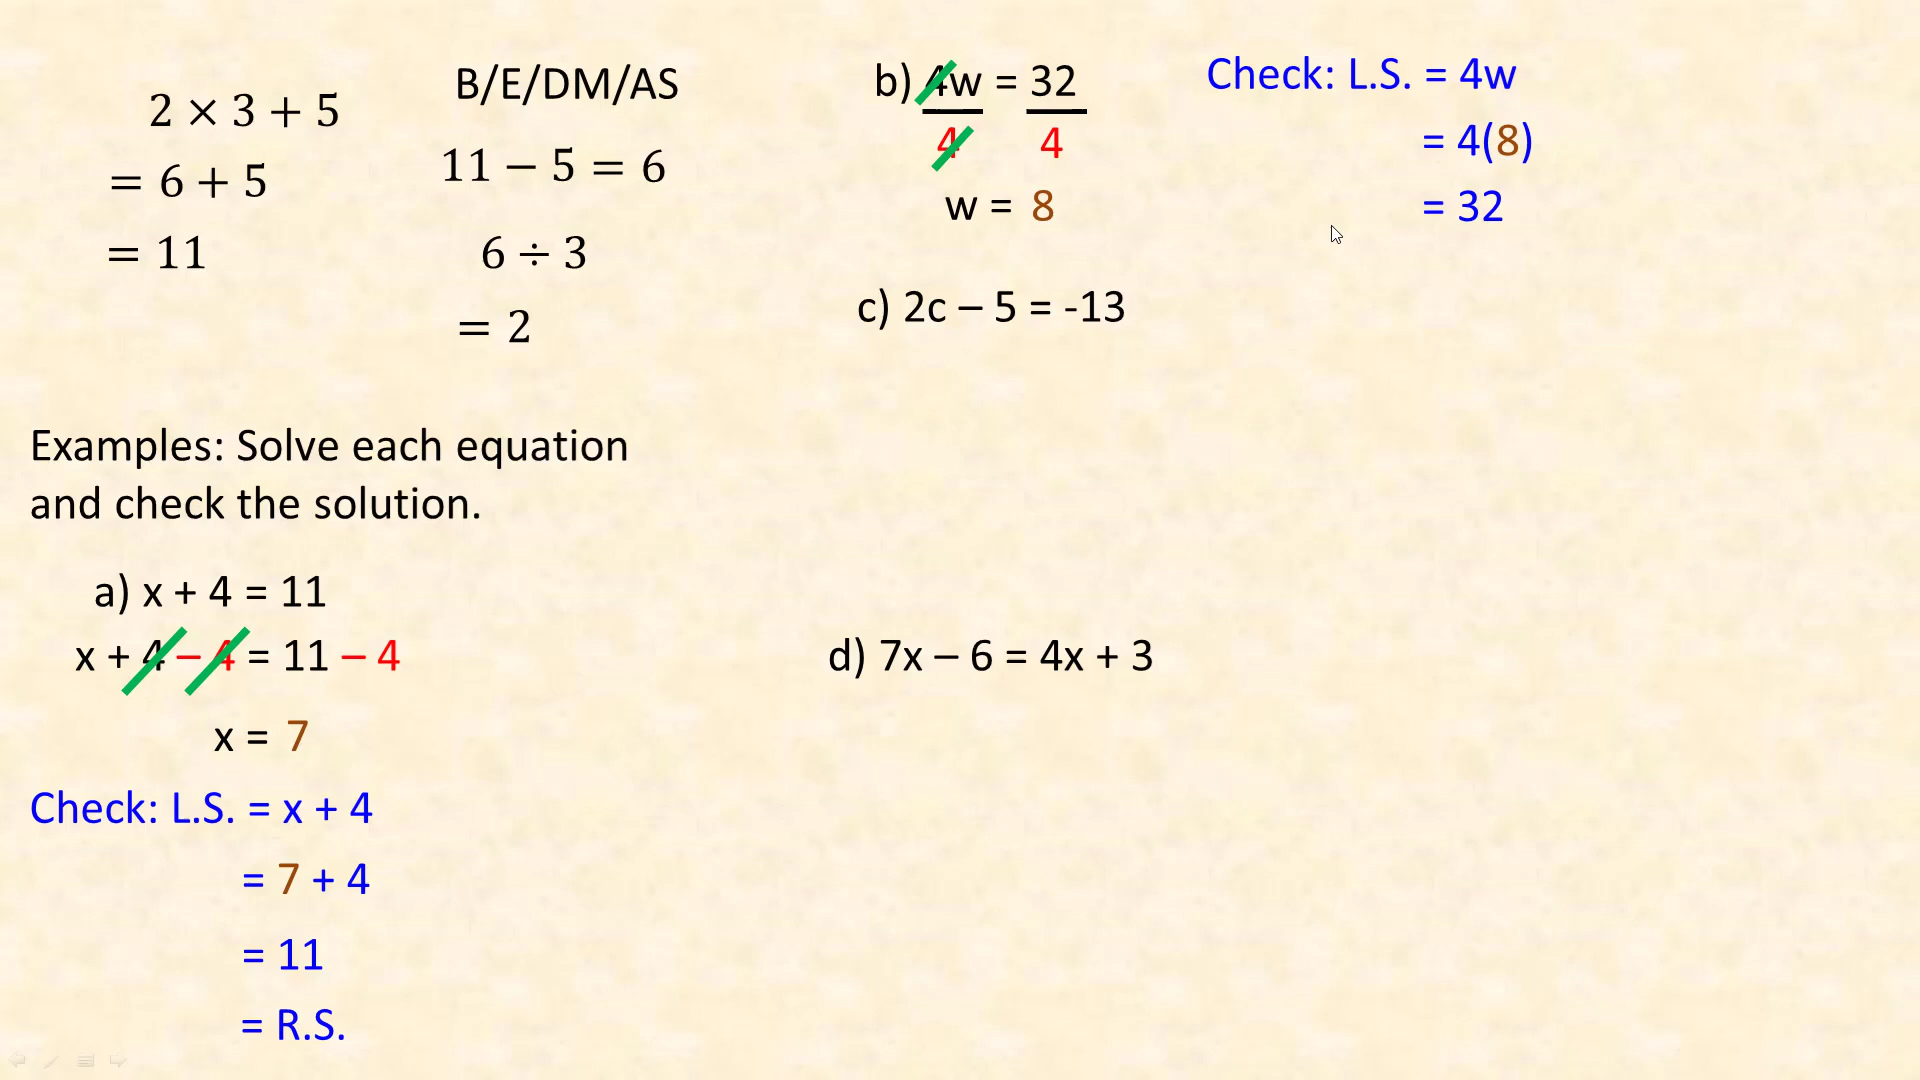 2 × 3 + 5
= 6 + 5
= 11
B/E/DM/AS
11 − 5 = 6
6 ÷ 3
= 2
Examples: Solve each equation
and check the solution.
a) x + 4 = 11
x + 4 – 4 = 11 – 4
x = 7
Check: L.S. = x + 4
= 7 + 4
= 11
= R.S.
b) 4w = 32
4 4
w = 8
Check: L.S. = 4w
= 4(8)
= 32
c) 2c – 5 = -13
d) 7x – 6 = 4x + 3